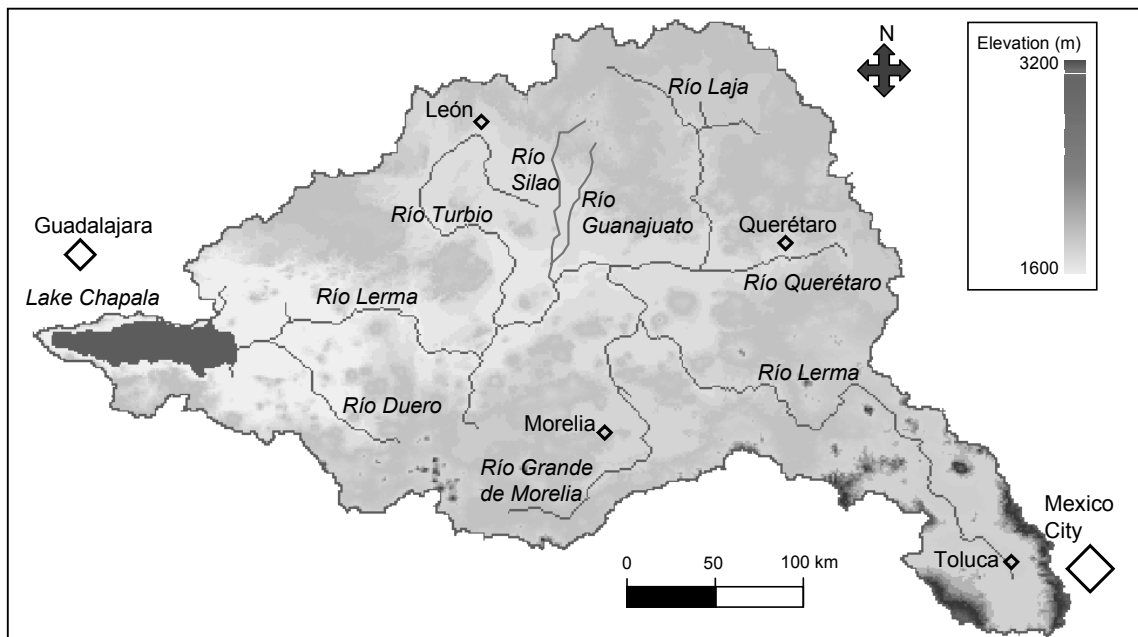 N
Elevation (m)
3200
1600
Río Laja
León
Río
Silao
Río
Guanajuato
Río Turbio
Querétaro
Guadalajara
Río Querétaro
Lake Chapala
Río Lerma
Río Lerma
Río Duero
Morelia
Río Grande
de Morelia
Mexico
City
Toluca
0
50
100 km